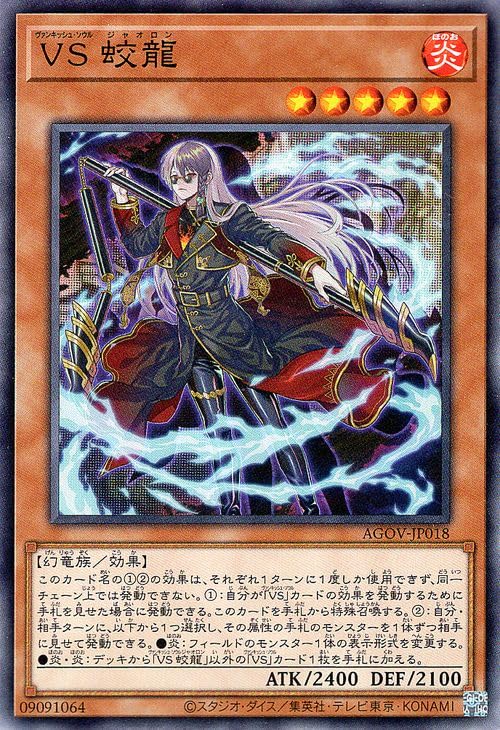 ヴァンキッシュ・ソウル ジャオロン
VS 蛟龍
ほのお
炎
AGOV-JP018
【幻竜族／効果】
このカード名の①②の効果は、それぞれ１ターンに１度しか使用できず、同一
チェーン上では発動できない。①：自分が「VS」カードの効果を発動するために
手札を見せた場合に発動できる。このカードを手札から特殊召喚する。②：自分・
相手ターンに、以下から１つ選択し、その属性の手札のモンスターを１体ずつ相手
に見せて発動できる。●炎：フィールドのモンスター１体の表示形式を変更する。
●炎・炎：デッキから「VS 蛟龍」以外の「VS」カード１枚を手札に加える。
ATK/2400 DEF/2100
09091064
©スタジオ・ダイス／集英社・テレビ東京・KONAMI